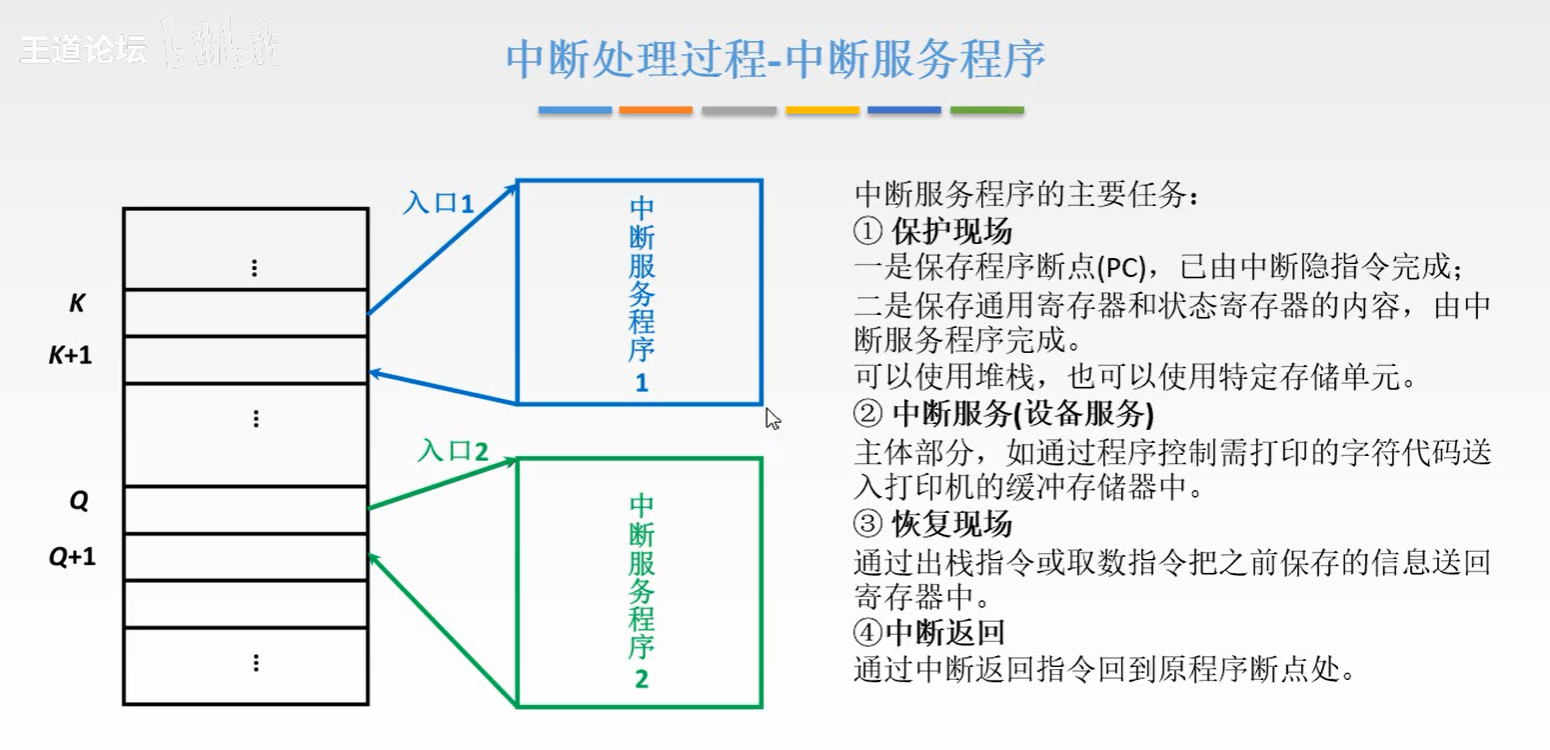 王道论坛 bilibili
中断处理过程-中断服务程序
入口1
中断服务程序1
K
K+1
入口2
中断服务程序2
Q
Q+1
中断服务程序的主要任务：
① 保护现场
一是保存程序断点(PC)，已由中断隐指令完成；
二是保存通用寄存器和状态寄存器的内容，由中
断服务程序完成。
可以使用堆栈，也可以使用特定存储单元。
② 中断服务(设备服务)
主体部分，如通过程序控制需打印的字符代码送
入打印机的缓冲存储器中。
③ 恢复现场
通过出栈指令或取数指令把之前保存的信息送回
寄存器中。
④中断返回
通过中断返回指令回到原程序断点处。